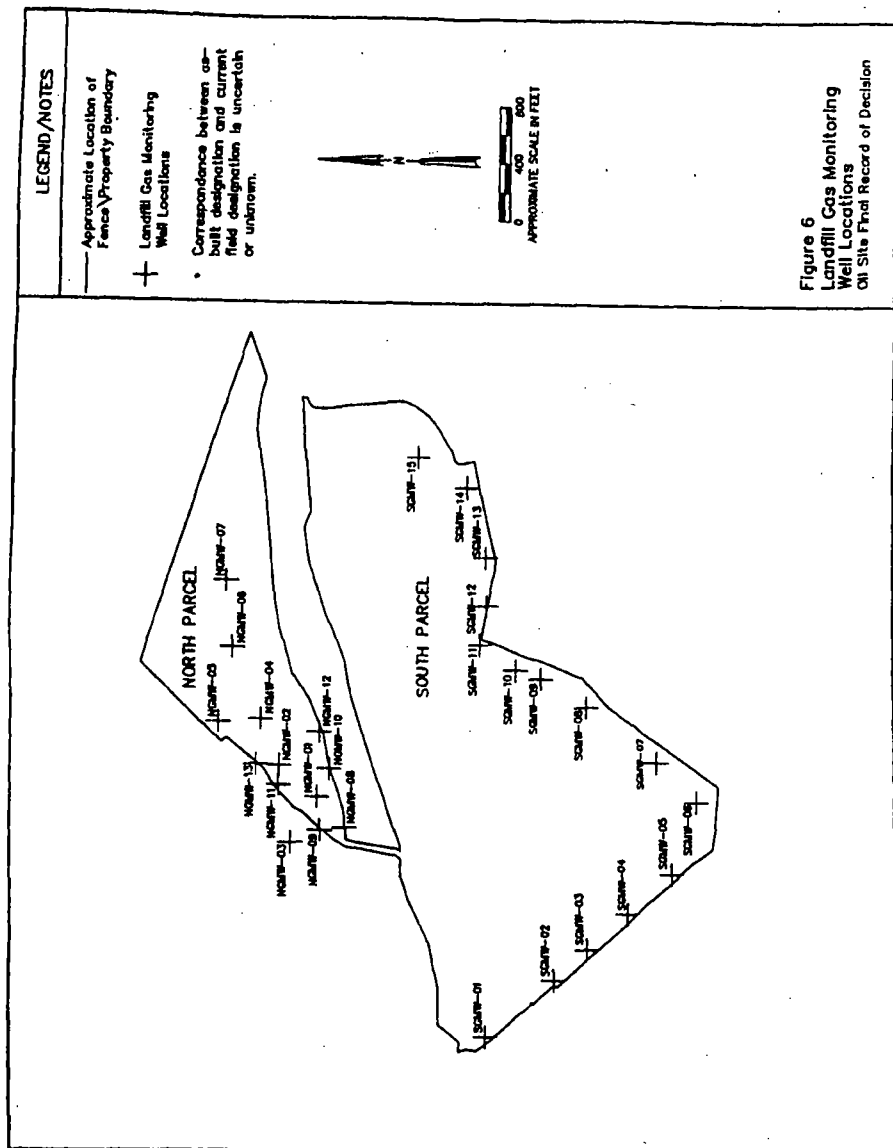 LEGEND/NOTES
Approximate Location of
Fence\Property Boundary
Landfill Gas Monitoring
Well Locations
* Correspondance between as-
built designation and current
field designation is uncertain
or unknown.
N
0 400 800
APPROXIMATE SCALE IN FEET
Figure 6
Landfill Gas Monitoring
Well Locations
OII Site Final Record of Decision
NORTH PARCEL
NGMW-05
NGMW-07
NGMW-06
NGMW-04
NGMW-13
NGMW-02
NGMW-11
NGMW-01
NGMW-12
NGMW-10
NGMW-03
NGMW-09
NGMW-08
SOUTH PARCEL
SGMW-15
SGMW-14
SGMW-13
SGMW-12
SGMW-11
SGMW-10
SGMW-09
SGMW-08
SGMW-07
SGMW-06
SGMW-05
SGMW-04
SGMW-03
SGMW-02
SGMW-01